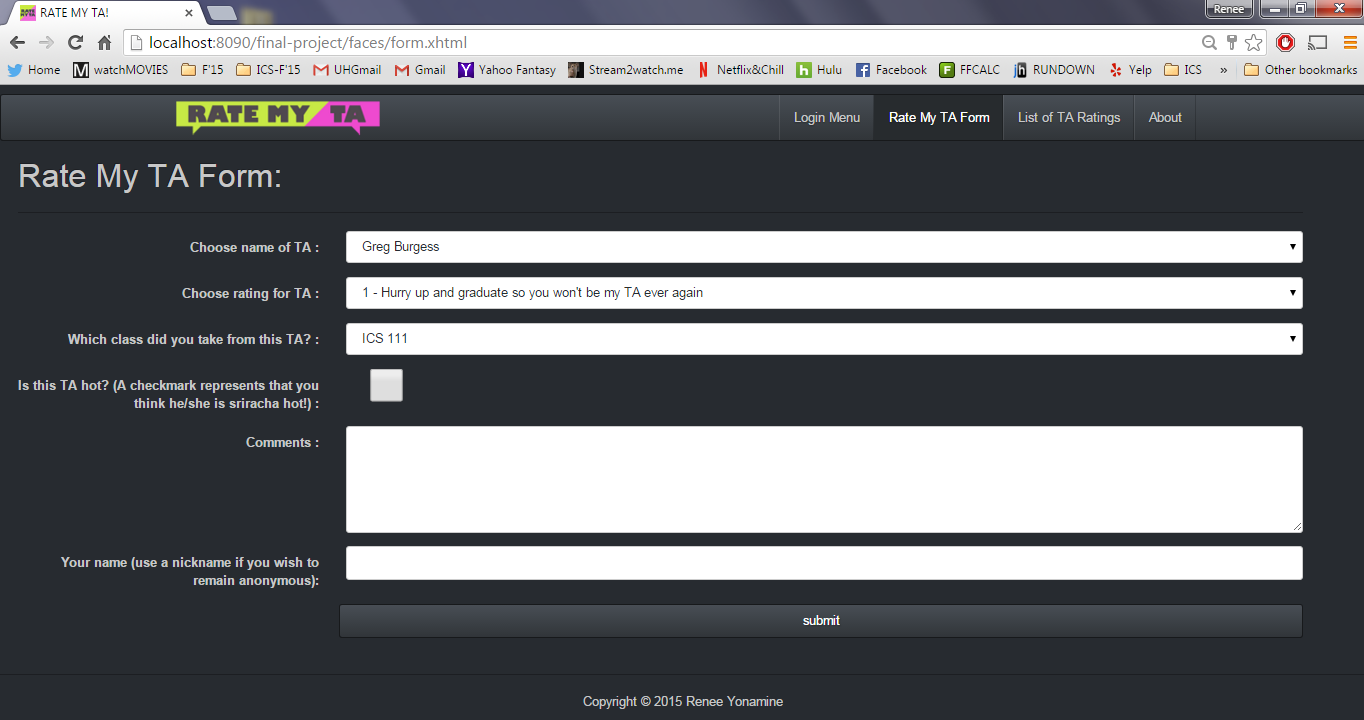 RATE MY TA!
Renee
localhost:8090/final-project/faces/form.xhtml
Home watchMOVIES F'15 ICS-F'15 UHGmail Gmail Yahoo Fantasy Stream2watch.me Netflix&Chill Hulu Facebook FFCALC RUNDOWN Yelp ICS » Other bookmarks
RATE MY TA
Login Menu Rate My TA Form List of TA Ratings About
Rate My TA Form:
Choose name of TA : Greg Burgess
Choose rating for TA : 1 - Hurry up and graduate so you won't be my TA ever again
Which class did you take from this TA? : ICS 111
Is this TA hot? (A checkmark represents that you
think he/she is sriracha hot!) :
Comments :
Your name (use a nickname if you wish to
remain anonymous):
submit
Copyright © 2015 Renee Yonamine